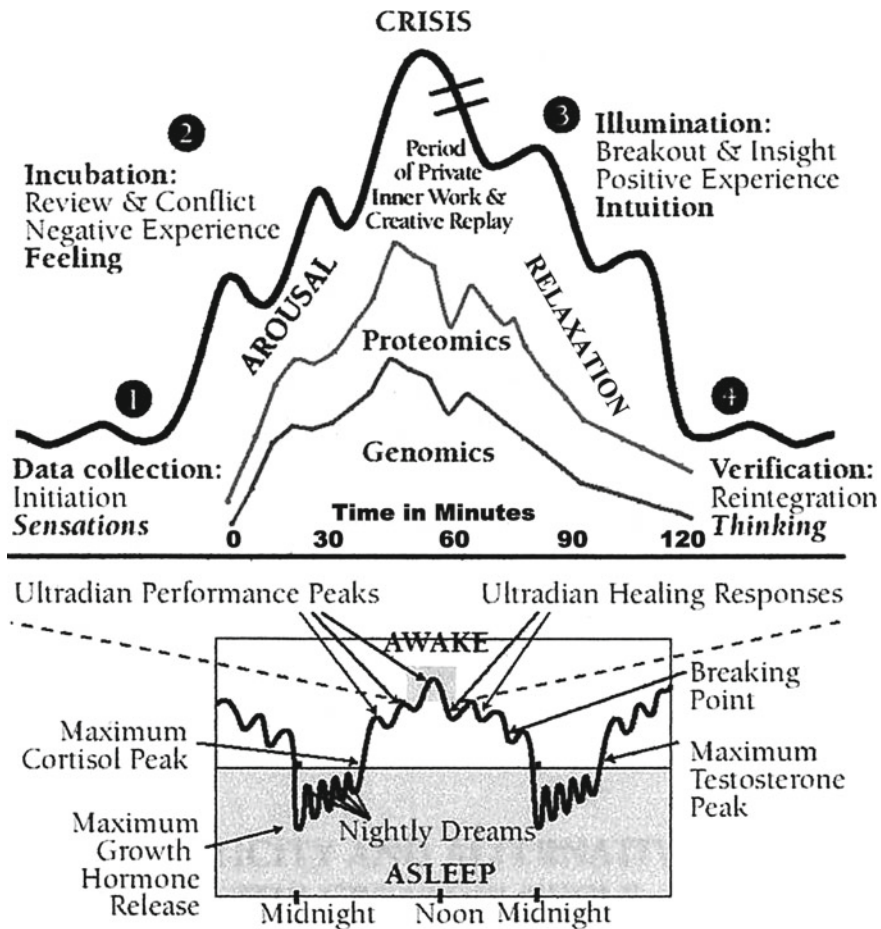 CRISIS
2
Incubation:
Review & Conflict
Negative Experience
Feeling
Period
of Private
Inner Work &
Creative Replay
3
Illumination:
Breakout & Insight
Positive Experience
Intuition
AROUSAL
RELAXATION
Proteomics
Genomics
1
Data collection:
Initiation
Sensations
4
Verification:
Reintegration
Thinking
Time in Minutes
0 30 60 90 120
Ultradian Performance Peaks
Ultradian Healing Responses
AWAKE
Breaking
Point
Maximum
Cortisol Peak
Maximum
Testosterone
Peak
Nightly Dreams
Maximum
Growth
Hormone
Release
ASLEEP
Midnight Noon Midnight